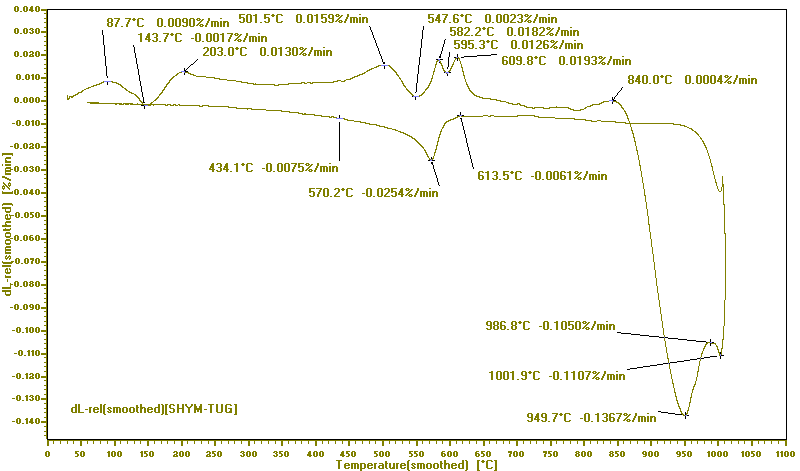 0.040
0.030
0.020
0.010
0.000
-0.010
-0.020
-0.030
-0.040
-0.050
-0.060
-0.070
-0.080
-0.090
-0.100
-0.110
-0.120
-0.130
-0.140
dL-rel(smoothed) [%/min]
87.7°C 0.0090%/min
143.7°C -0.0017%/min
203.0°C 0.0130%/min
501.5°C 0.0159%/min
547.6°C 0.0023%/min
582.2°C 0.0182%/min
595.3°C 0.0126%/min
609.8°C 0.0193%/min
840.0°C 0.0004%/min
434.1°C -0.0075%/min
570.2°C -0.0254%/min
613.5°C -0.0061%/min
986.8°C -0.1050%/min
1001.9°C -0.1107%/min
949.7°C -0.1367%/min
dL-rel(smoothed)[SHYM-TUG]
0 50 100 150 200 250 300 350 400 450 500 550 600 650 700 750 800 850 900 950 1000 1050 1100
Temperature(smoothed) [°C]